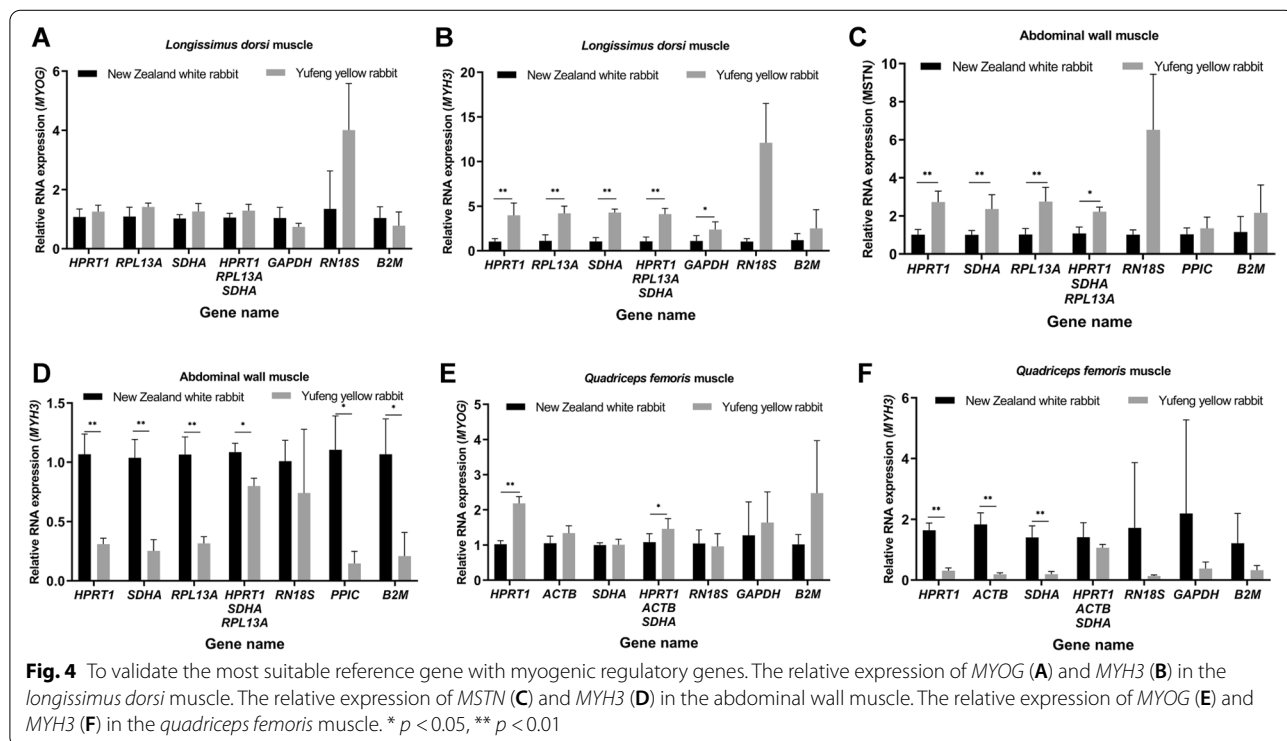 A
Longissimus dorsi muscle
New Zealand white rabbit
Yufeng yellow rabbit
Relative RNA expression (MYOG)
6
4
2
0
HPRT1
RPL13A
SDHA
HPRT1
RPL13A
SDHA
GAPDH
RN18S
B2M
Gene name
B
Longissimus dorsi muscle
New Zealand white rabbit
Yufeng yellow rabbit
Relative RNA expression (MYH3)
20
15
10
5
0
**
**
**
**
*
HPRT1
RPL13A
SDHA
HPRT1
RPL13A
SDHA
GAPDH
RN18S
B2M
Gene name
C
Abdominal wall muscle
New Zealand white rabbit
Yufeng yellow rabbit
Relative RNA expression (MSTN)
10
8
6
4
2
0
**
**
**
*
HPRT1
SDHA
RPL13A
HPRT1
SDHA
RPL13A
RN18S
PPIC
B2M
Gene name
D
Abdominal wall muscle
New Zealand white rabbit
Yufeng yellow rabbit
Relative RNA expression (MYH3)
1.5
1.0
0.5
0.0
**
**
**
*
*
*
HPRT1
SDHA
RPL13A
HPRT1
SDHA
RPL13A
RN18S
PPIC
B2M
Gene name
E
Quadriceps femoris muscle
New Zealand white rabbit
Yufeng yellow rabbit
Relative RNA expression (MYOG)
5
4
3
2
1
0
**
*
HPRT1
ACTB
SDHA
HPRT1
ACTB
SDHA
RN18S
GAPDH
B2M
Gene name
F
Quadriceps femoris muscle
New Zealand white rabbit
Yufeng yellow rabbit
Relative RNA expression (MYH3)
6
4
2
0
**
**
**
HPRT1
ACTB
SDHA
HPRT1
ACTB
SDHA
RN18S
GAPDH
B2M
Gene name
Fig. 4 To validate the most suitable reference gene with myogenic regulatory genes. The relative expression of MYOG (A) and MYH3 (B) in the
longissimus dorsi muscle. The relative expression of MSTN (C) and MYH3 (D) in the abdominal wall muscle. The relative expression of MYOG (E) and
MYH3 (F) in the quadriceps femoris muscle. * p < 0.05, ** p < 0.01